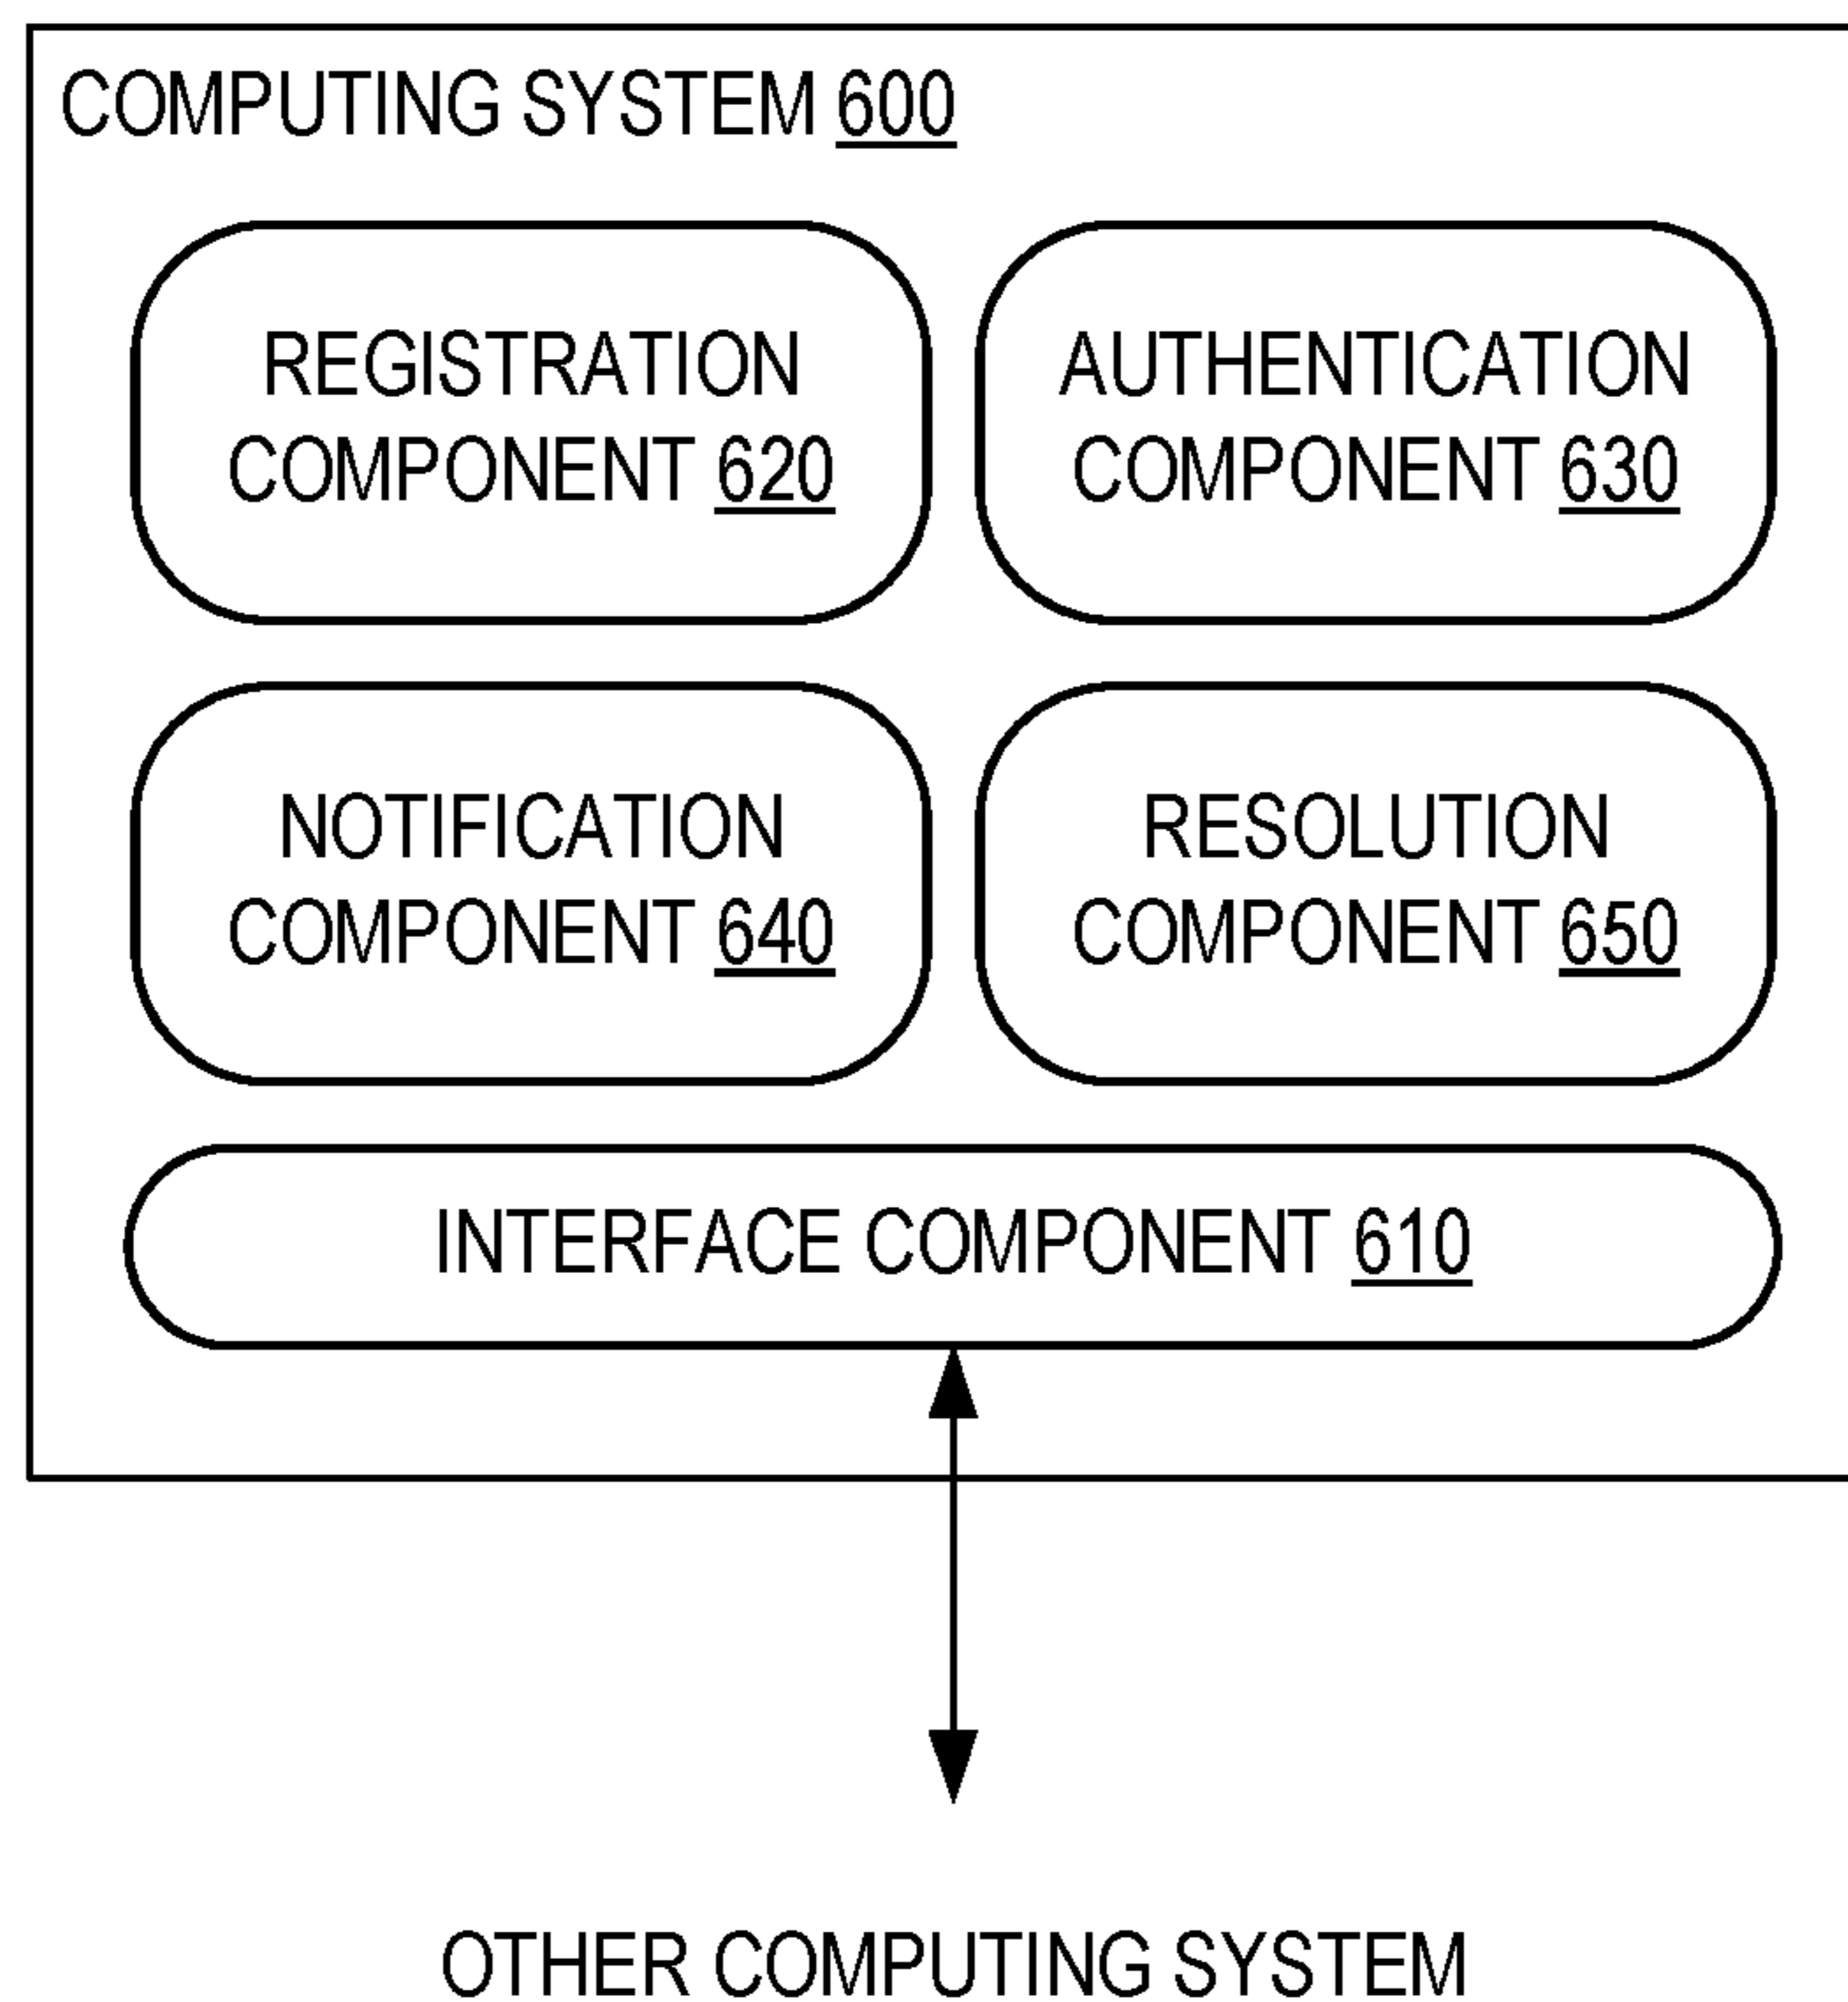 COMPUTING SYSTEM 600
REGISTRATION
COMPONENT 620
AUTHENTICATION
COMPONENT 630
NOTIFICATION
COMPONENT 640
RESOLUTION
COMPONENT 650
INTERFACE COMPONENT 610
OTHER COMPUTING SYSTEM